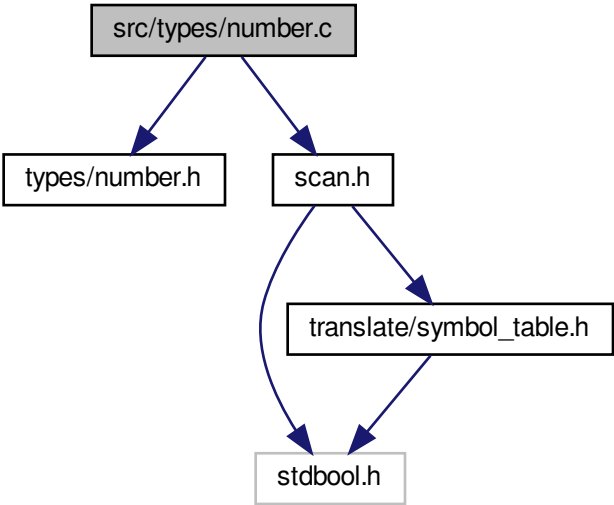 src/types/number.c
types/number.h
scan.h
translate/symbol_table.h
stdbool.h